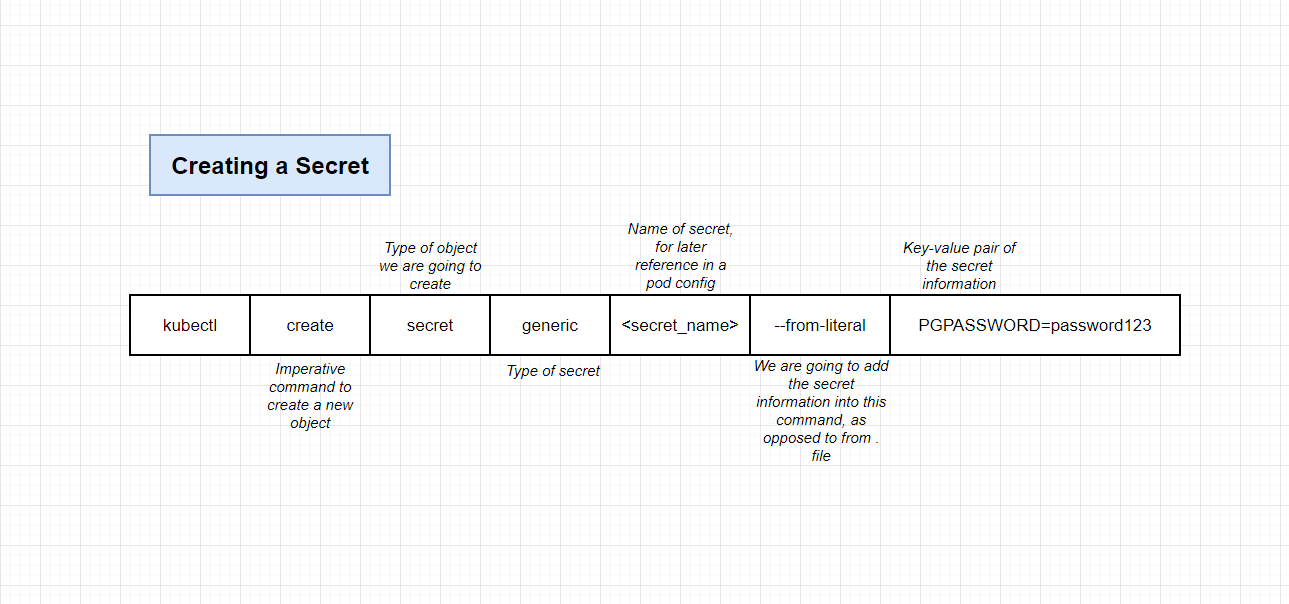 Creating a Secret
Type of object
we are going to
create
Name of secret,
for later
reference in a
pod config
Key-value pair of
the secret
information
kubectl
create
secret
generic
<secret_name>
--from-literal
PGPASSWORD=password123
Imperative
command to
create a new
object
Type of secret
We are going to add
the secret
information into this
command, as
opposed to from .
file